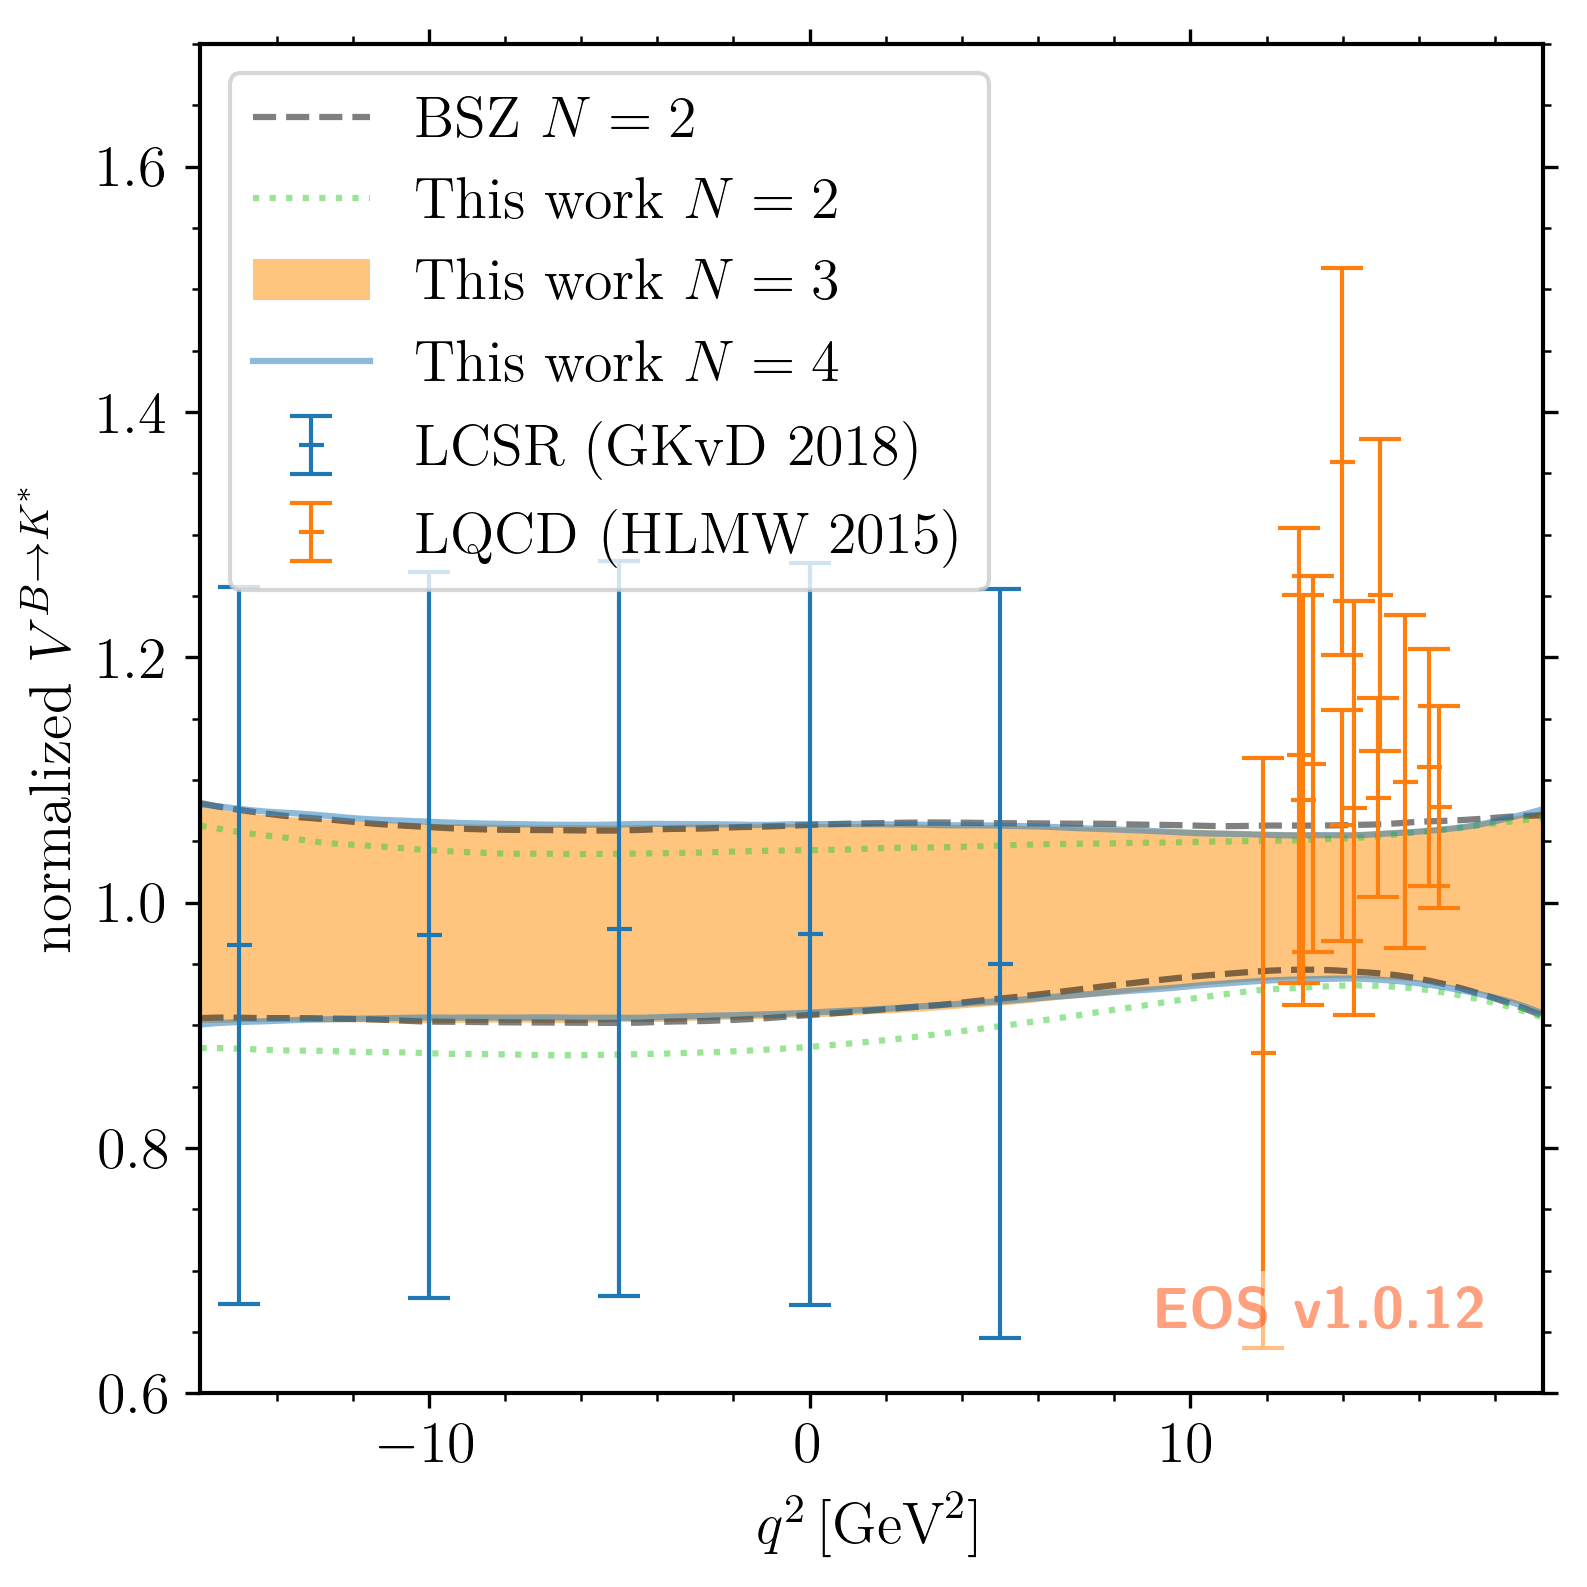 BSZ N = 2
This work N = 2
This work N = 3
This work N = 4
LCSR (GKvD 2018)
LQCD (HLMW 2015)
normalized V^{B→K^*}
1.6
1.4
1.2
1.0
0.8
0.6
−10
0
10
q² [GeV²]
EOS v1.0.12